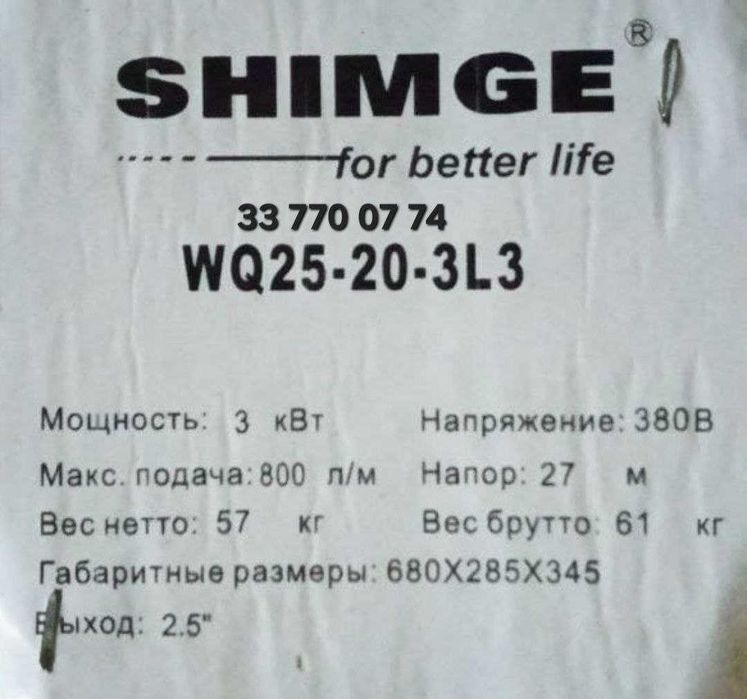 SHIMGE®
for better life
33 770 07 74
WQ25-20-3L3
Мощность: 3 кВт Напряжение: 380В
Макс. подача: 800 л/м Напор: 27 м
Вес нетто: 57 кг Вес брутто: 61 кг
Габаритные размеры: 680X285X345
Выход: 2.5"